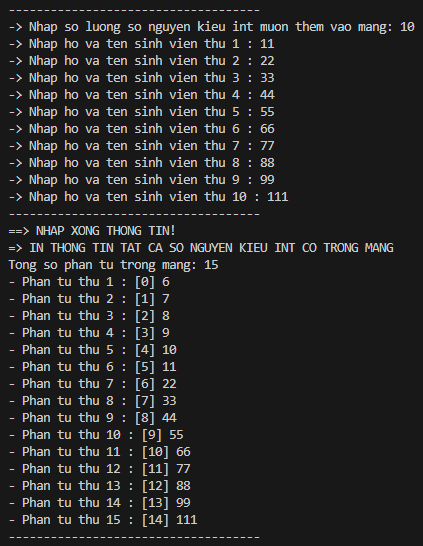 ------------------------------------
-> Nhap so luong so nguyen kieu int muon them vao mang: 10
-> Nhap ho va ten sinh vien thu 1 : 11
-> Nhap ho va ten sinh vien thu 2 : 22
-> Nhap ho va ten sinh vien thu 3 : 33
-> Nhap ho va ten sinh vien thu 4 : 44
-> Nhap ho va ten sinh vien thu 5 : 55
-> Nhap ho va ten sinh vien thu 6 : 66
-> Nhap ho va ten sinh vien thu 7 : 77
-> Nhap ho va ten sinh vien thu 8 : 88
-> Nhap ho va ten sinh vien thu 9 : 99
-> Nhap ho va ten sinh vien thu 10 : 111
------------------------------------
==> NHAP XONG THONG TIN!
=> IN THONG TIN TAT CA SO NGUYEN KIEU INT CO TRONG MANG
Tong so phan tu trong mang: 15
- Phan tu thu 1 : [0] 6
- Phan tu thu 2 : [1] 7
- Phan tu thu 3 : [2] 8
- Phan tu thu 4 : [3] 9
- Phan tu thu 5 : [4] 10
- Phan tu thu 6 : [5] 11
- Phan tu thu 7 : [6] 22
- Phan tu thu 8 : [7] 33
- Phan tu thu 9 : [8] 44
- Phan tu thu 10 : [9] 55
- Phan tu thu 11 : [10] 66
- Phan tu thu 12 : [11] 77
- Phan tu thu 13 : [12] 88
- Phan tu thu 14 : [13] 99
- Phan tu thu 15 : [14] 111
------------------------------------